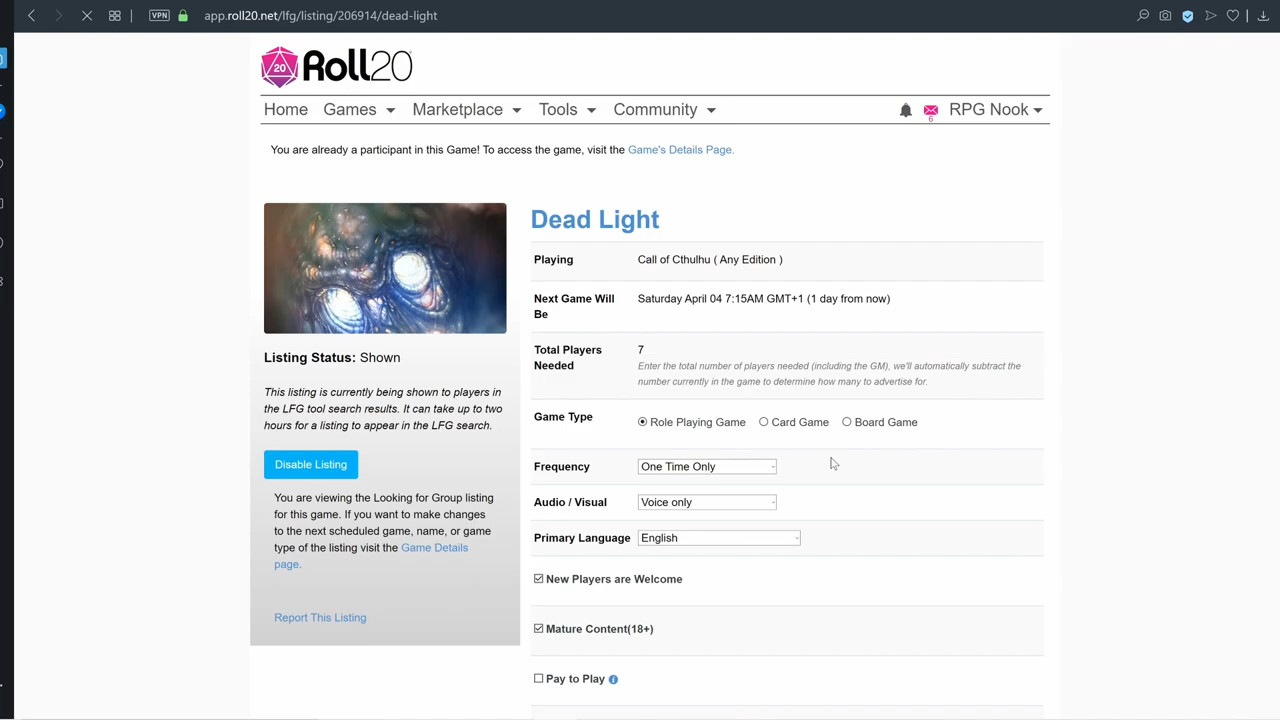 VPN
app.roll20.net/lfg/listing/206914/dead-light
20 Roll20
Home Games Marketplace Tools Community 6 RPG Nook
You are already a participant in this Game! To access the game, visit the Game's Details Page.
Dead Light
Playing Call of Cthulhu ( Any Edition )
Next Game Will Be Saturday April 04 7:15AM GMT+1 (1 day from now)
Total Players Needed 7
Enter the total number of players needed (including the GM), we'll automatically subtract the
number currently in the game to determine how many to advertise for.
Game Type Role Playing Game Card Game Board Game
Frequency One Time Only
Audio / Visual Voice only
Primary Language English
New Players are Welcome
Mature Content(18+)
Pay to Play
Listing Status: Shown
This listing is currently being shown to players in
the LFG tool search results. It can take up to two
hours for a listing to appear in the LFG search.
Disable Listing
You are viewing the Looking for Group listing
for this game. If you want to make changes
to the next scheduled game, name, or game
type of the listing visit the Game Details
page.
Report This Listing